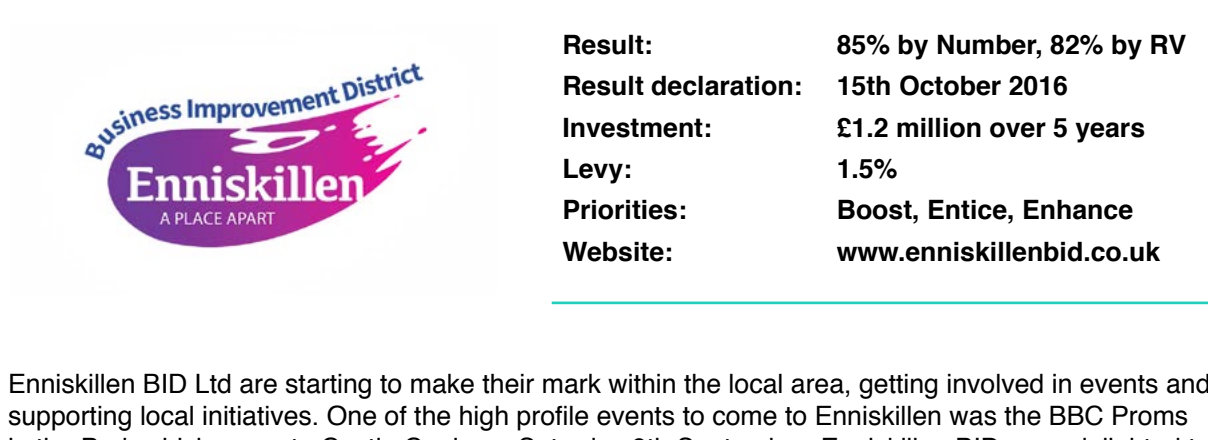 Business Improvement District
Enniskillen
A PLACE APART
Result: 85% by Number, 82% by RV
Result declaration: 15th October 2016
Investment: £1.2 million over 5 years
Levy: 1.5%
Priorities: Boost, Entice, Enhance
Website: www.enniskillenbid.co.uk
Enniskillen BID Ltd are starting to make their mark within the local area, getting involved in events and
supporting local initiatives. One of the high profile events to come to Enniskillen was the BBC Proms